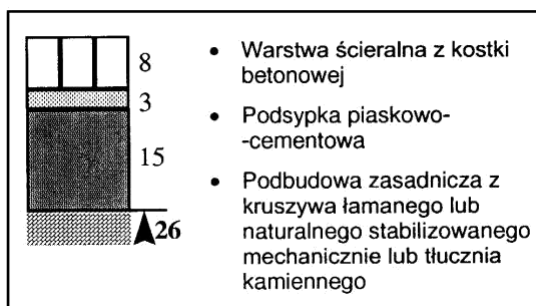 8
3
15
26
• Warstwa ścieralna z kostki
betonowej
• Podsypka piaskowo-
-cementowa
• Podbudowa zasadnicza z
kruszywa łamanego lub
naturalnego stabilizowanego
mechanicznie lub tłucznia
kamiennego